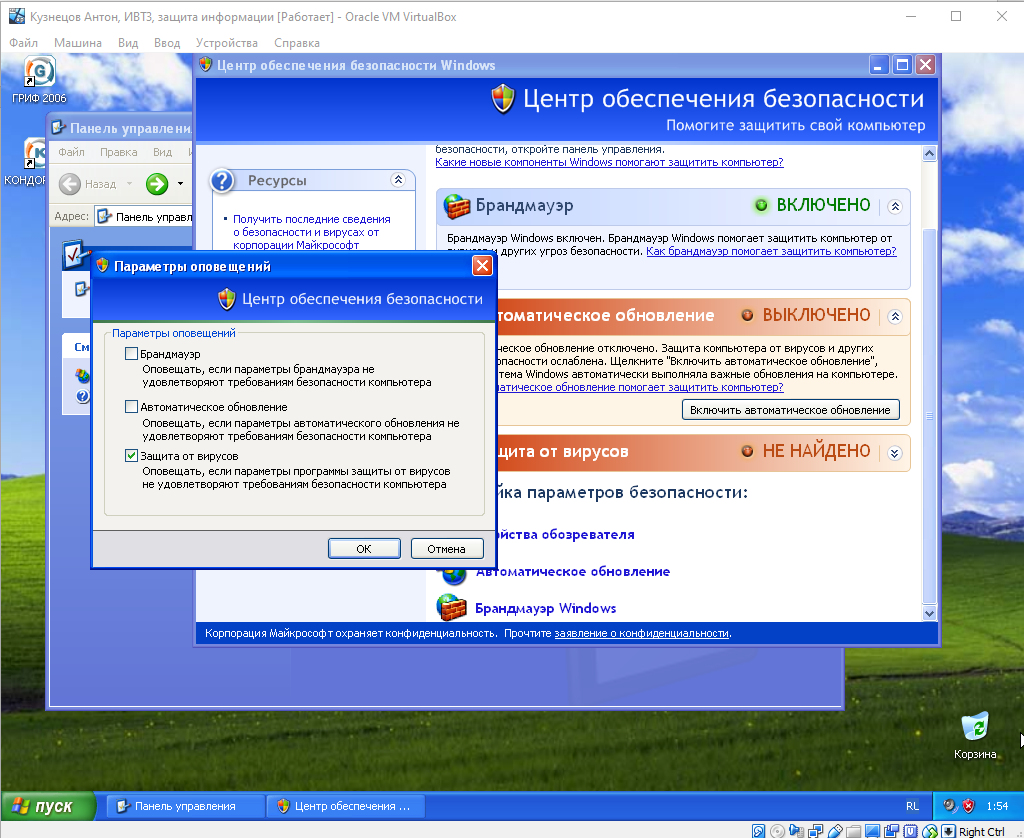 Кузнецов Антон, ИВТЗ, защита информации [Работает] - Oracle VM VirtualBox
Файл Машина Вид Ввод Устройства Справка
ГРИФ 2006
КОНДОР
Панель управлени
Файл Правка Вид
Назад
Адрес: Панель управл
См
Центр обеспечения безопасности Windows
Центр обеспечения безопасности
Помогите защитить свой компьютер
Ресурсы
• Получить последние сведения
о безопасности и вирусах от
корпорации Майкрософт
безопасности, откройте панель управления.
Какие новые компоненты Windows помогают защитить компьютер?
Брандмауэр ВКЛЮЧЕНО
Брандмауэр Windows включен. Брандмауэр Windows помогает защитить компьютер от
и других угроз безопасности. Как брандмауэр помогает защитить компьютер?
томатическое обновление ВЫКЛЮЧЕНО
ческое обновление отключено. Защита компьютера от вирусов и других
опасности ослаблена. Щелкните "Включить автоматическое обновление",
тема Windows автоматически выполняла важные обновления на компьютере.
матическое обновление помогает защитить компьютер?
Включить автоматическое обновление
щита от вирусов НЕ НАЙДЕНО
йка параметров безопасности:
йства обозревателя
Автоматическое обновление
Брандмауэр Windows
Корпорация Майкрософт охраняет конфиденциальность. Прочтите заявление о конфиденциальности.
Параметры оповещений
Центр обеспечения безопасности
Параметры оповещений
Брандмауэр
Оповещать, если параметры брандмауэра не
удовлетворяют требованиям безопасности компьютера
Автоматическое обновление
Оповещать, если параметры автоматического обновления не
удовлетворяют требованиям безопасности компьютера
Защита от вирусов
Оповещать, если параметры программы защиты от вирусов
не удовлетворяют требованиям безопасности компьютера
ОК Отмена
Корзина
пуск Панель управления Центр обеспечения ... RL 1:54
Right Ctrl